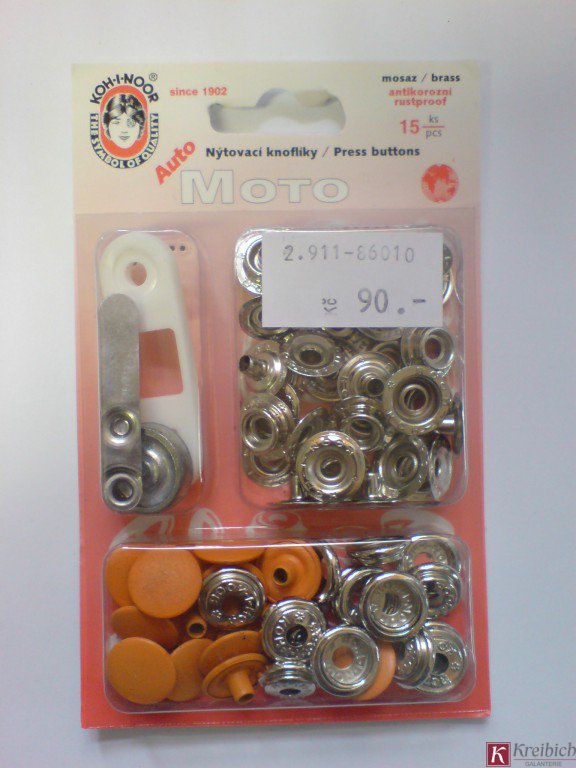 KOH-I-NOOR®
THE SYMBOL OF QUALITY
since 1902
mosaz / brass
antikorozní
rustproof
15 ks
pcs
Auto
Nýtovací knoflíky / Press buttons
MOTO
2.911-86010
Kč 90.-
K Kreibich
GALANTERIE